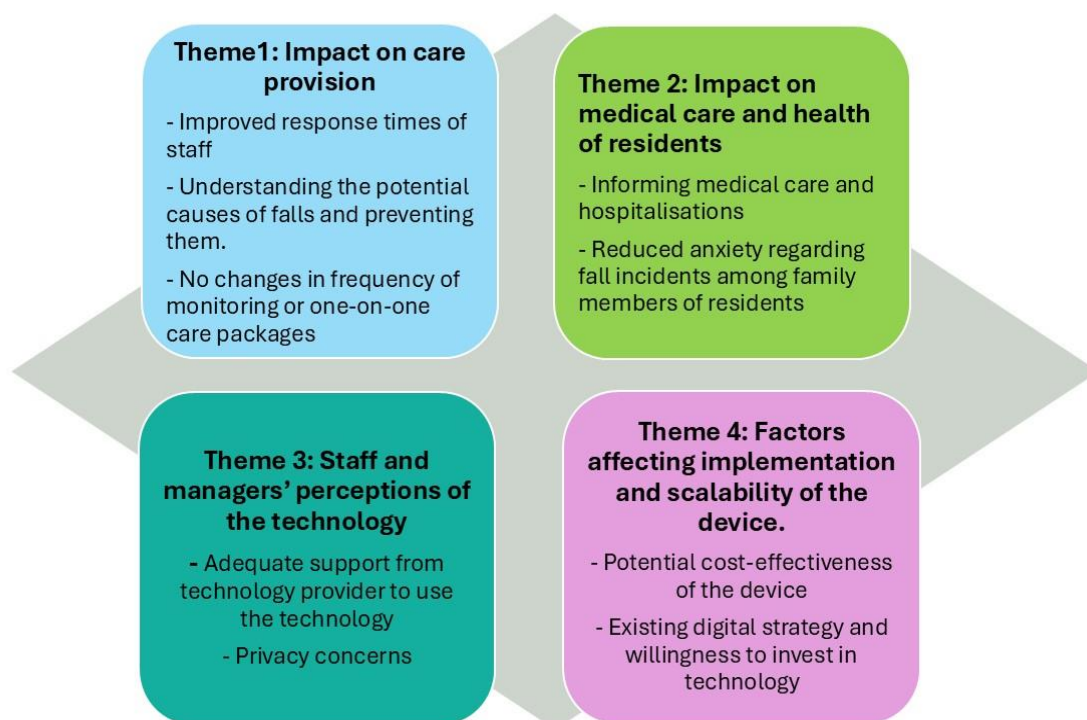 Theme1: Impact on care
provision
- Improved response times of
staff
- Understanding the potential
causes of falls and preventing
them.
- No changes in frequency of
monitoring or one-on-one
care packages
Theme 2: Impact on
medical care and health
of residents
- Informing medical care and
hospitalisations
- Reduced anxiety regarding
fall incidents among family
members of residents
Theme 3: Staff and
managers’ perceptions of
the technology
- Adequate support from
technology provider to use
the technology
- Privacy concerns
Theme 4: Factors
affecting implementation
and scalability of the
device.
- Potential cost-effectiveness
of the device
- Existing digital strategy and
willingness to invest in
technology